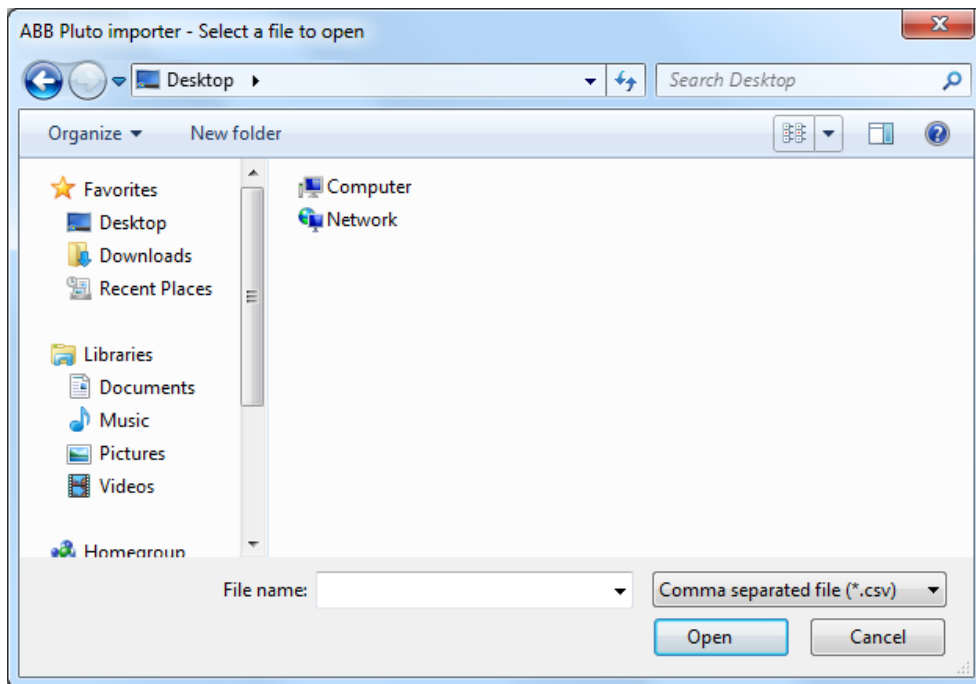 ABB Pluto importer - Select a file to open
Desktop
Search Desktop
Organize
New folder
Favorites
Desktop
Downloads
Recent Places
Libraries
Documents
Music
Pictures
Videos
Homegroup
Computer
Network
File name:
Comma separated file (*.csv)
Open
Cancel